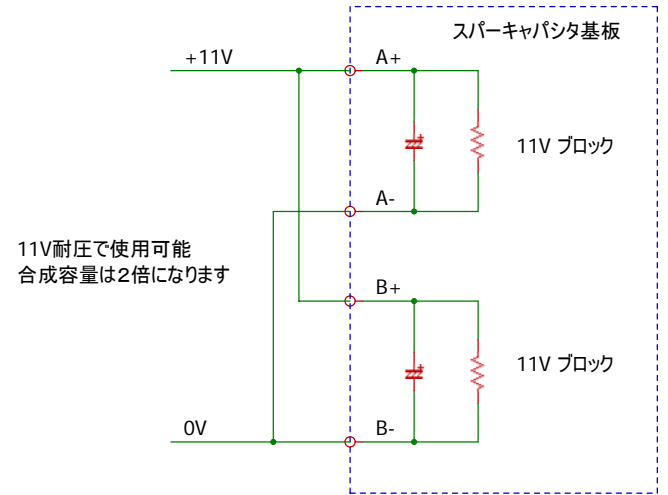 スパーキャパシタ基板
+11V
A+
11V ブロック
A-
11V耐圧で使用可能
合成容量は２倍になります
B+
11V ブロック
0V
B-